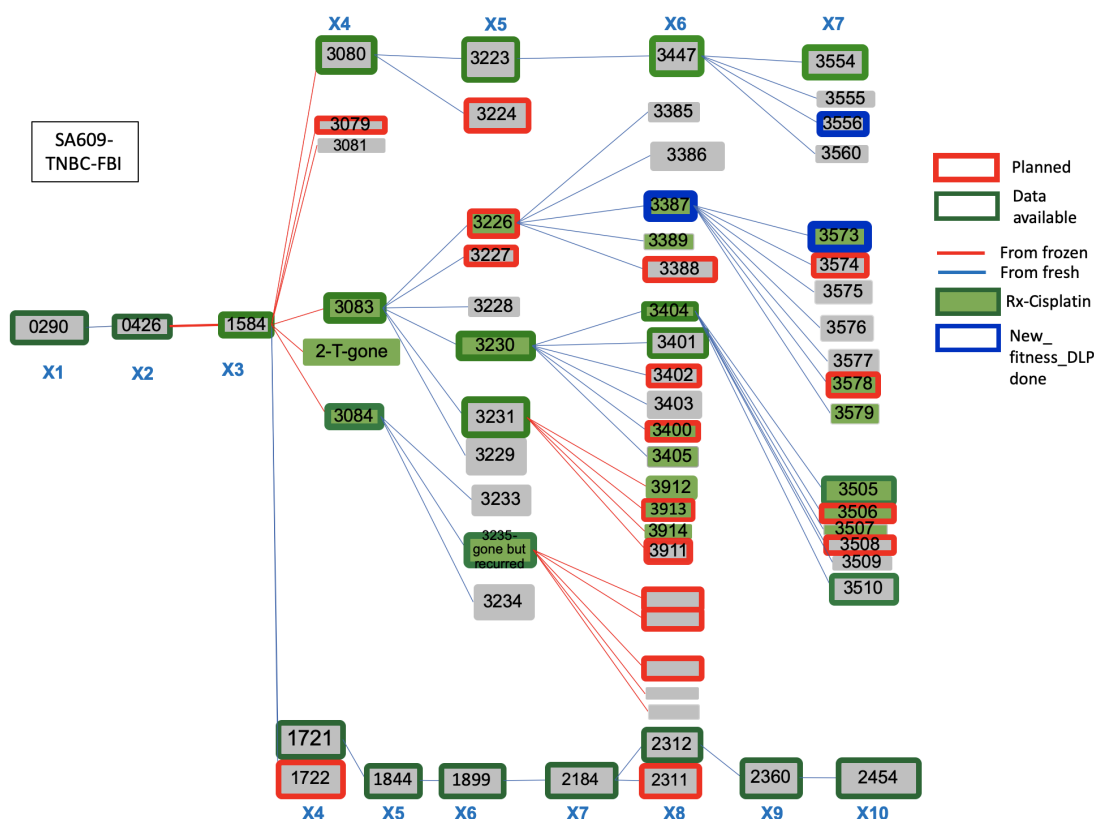 X4
X5
X6
X7
3080
3223
3447
3554
3079
3081
3224
3385
3386
3555
3556
3560
SA609-
TNBC-FBI
Planned
Data
available
From frozen
From fresh
Rx-Cisplatin
New_
fitness_DLP
done
3226
3227
3228
3387
3389
3388
3573
3574
3575
3576
3577
3578
3579
0290
0426
1584
X1
X2
X3
3083
2-T-gone
3084
3230
3231
3229
3233
3235-
gone but
recurred
3234
3404
3401
3402
3403
3400
3405
3912
3913
3914
3911
3505
3506
3507
3508
3509
3510
1721
1722
1844
1899
2184
2312
2311
2360
2454
X4
X5
X6
X7
X8
X9
X10